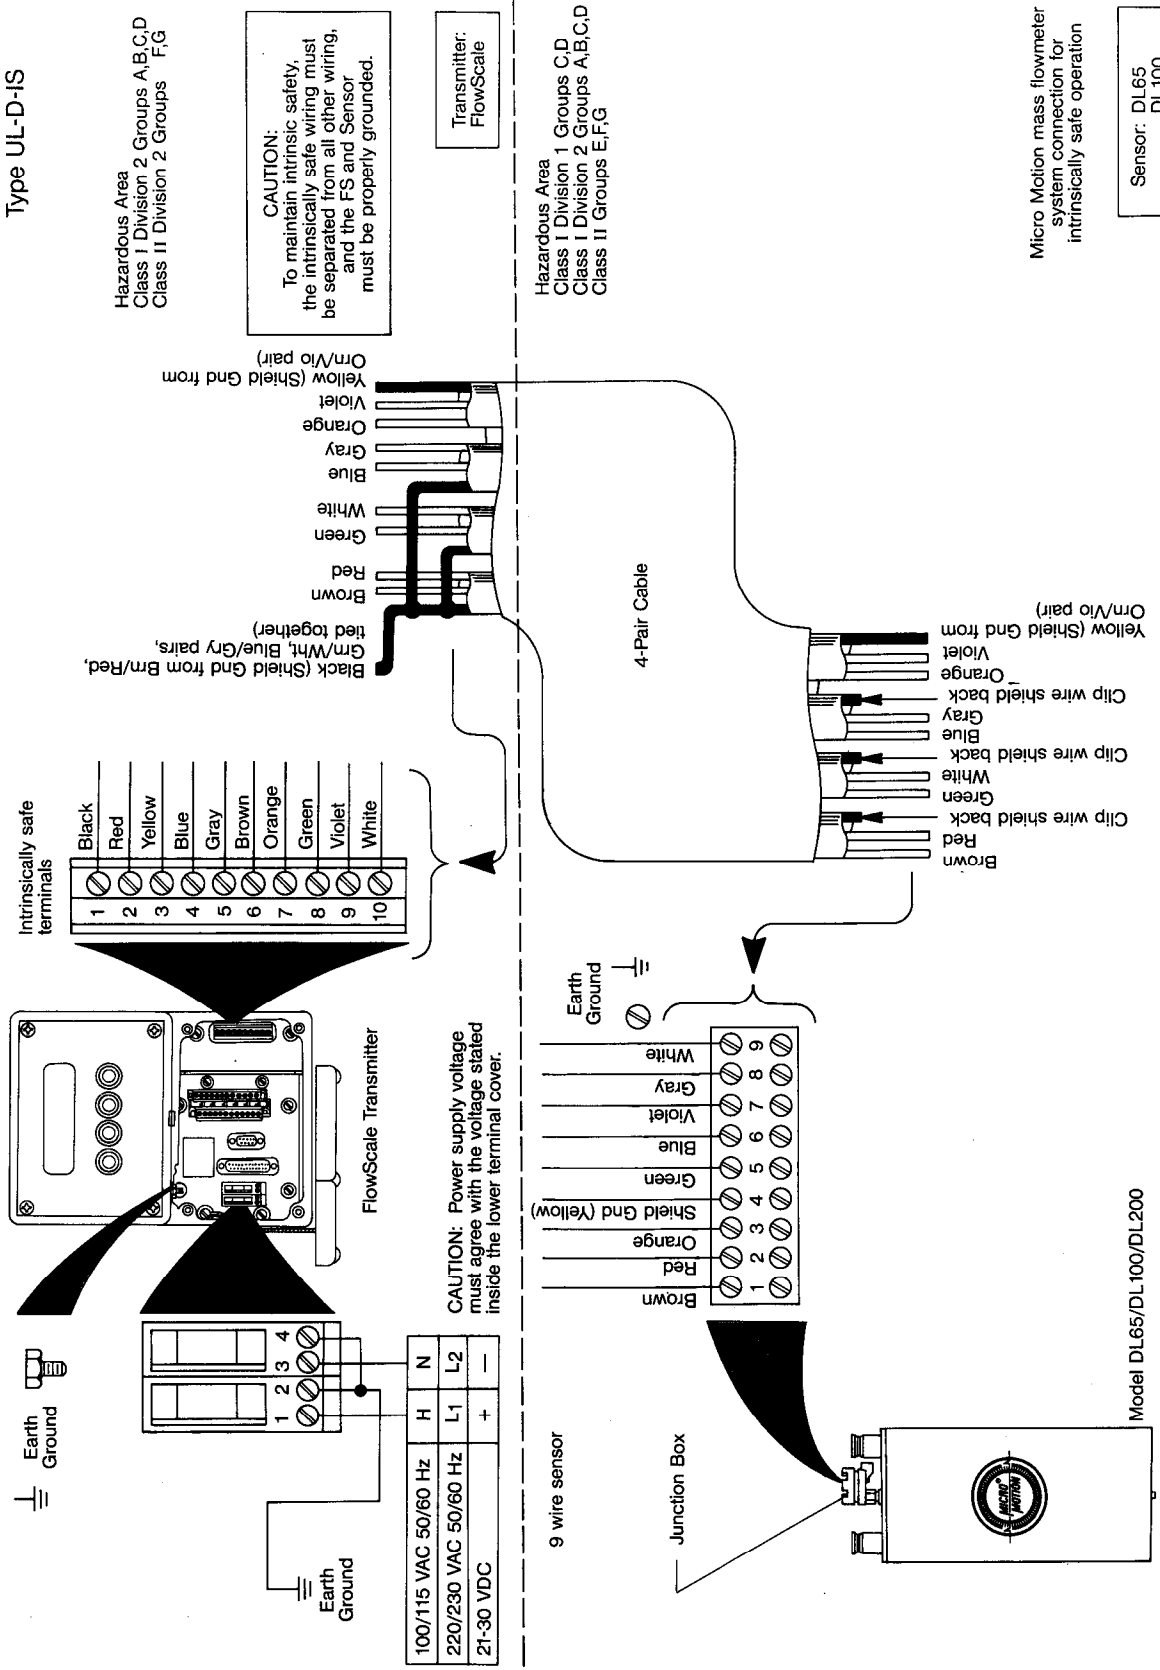 Type UL-D-IS
Hazardous Area
Class I Division 2 Groups A,B,C,D
Class II Division 2 Groups F,G
CAUTION:
To maintain intrinsic safety,
the intrinsically safe wiring must
be separated from all other wiring,
and the FS and Sensor
must be properly grounded.
Transmitter:
FlowScale
Intrinsically safe
terminals
1 Black
2 Red
3 Yellow
4 Blue
5 Gray
6 Brown
7 Orange
8 Green
9 Violet
10 White
Black (Shield Gnd from Brn/Red,
Grn/Wht, Blue/Gry pairs,
tied together)
Brown
Red
Green
White
Blue
Gray
Orange
Violet
Yellow (Shield Gnd from
Orn/Vio pair)
FlowScale Transmitter
Earth
Ground
1
2
3
4
Earth
Ground
100/115 VAC 50/60 Hz H N
220/230 VAC 50/60 Hz L1 L2
21-30 VDC + —
CAUTION: Power supply voltage
must agree with the voltage stated
inside the lower terminal cover.
Hazardous Area
Class I Division 1 Groups C,D
Class I Division 2 Groups A,B,C,D
Class II Groups E,F,G
4-Pair Cable
9 wire sensor
Earth
Ground
Brown
Red
Orange
Shield Gnd (Yellow)
Green
Blue
Violet
Gray
White
1
2
3
4
5
6
7
8
9
Brown
Red
Clip wire shield back
Green
White
Clip wire shield back
Blue
Gray
Clip wire shield back
Orange
Violet
Yellow (Shield Gnd from
Orn/Vio pair)
Junction Box
MICRO®
MOTION
Model DL65/DL100/DL200
Micro Motion mass flowmeter
system connection for
intrinsically safe operation
Sensor: DL65
DL100